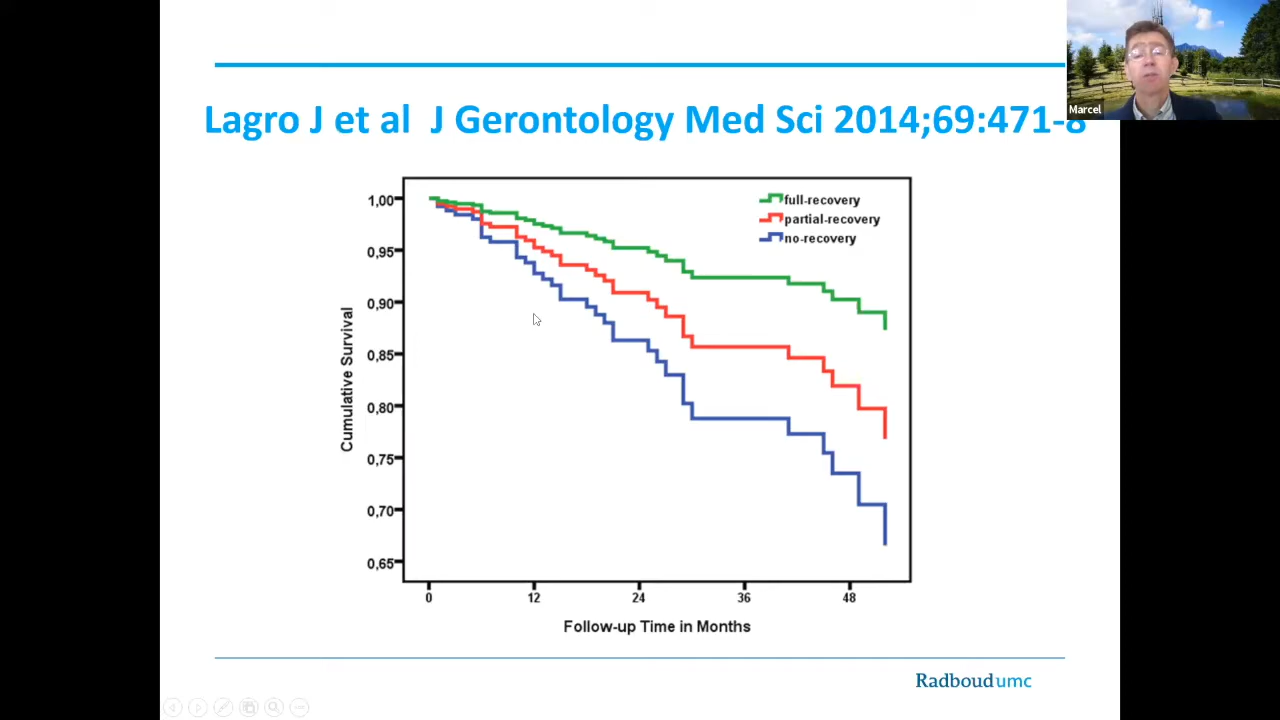 Marcel
Lagro J et al  J Gerontology Med Sci 2014;69:471-8
full-recovery
partial-recovery
no-recovery
1,00
0,95
0,90
0,85
0,80
0,75
0,70
0,65
Cumulative Survival
0 12 24 36 48
Follow-up Time in Months
Radboudumc